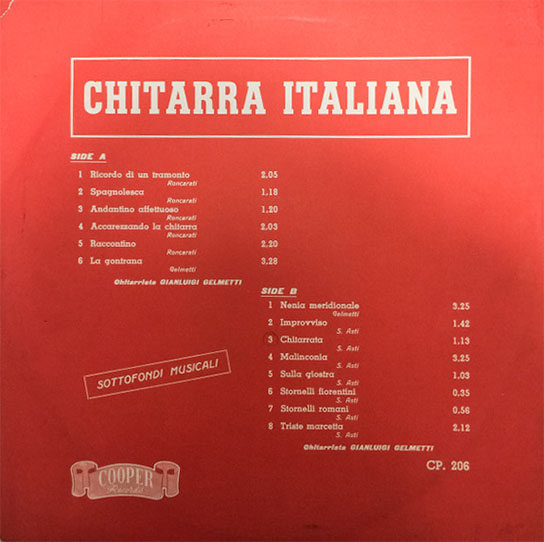 CHITARRA ITALIANA
SIDE A
1 Ricordo di un tramonto 2,05
Roncarati
2 Spagnolesca 1,18
Roncarati
3 Andantino affettuoso 1,20
Roncarati
4 Accarezzando la chitarra 2,03
Roncarati
5 Raccontino 2,20
Roncarati
6 La gontrana 3,28
Gelmetti
Chitarrista GIANLUIGI GELMETTI
SIDE B
1 Nenia meridionale 3,25
Gelmetti
2 Improvviso 1,42
S. Asti
3 Chitarrata 1,13
S. Asti
4 Malinconia 3,25
S. Asti
5 Sulla giostra 1,03
S. Asti
6 Stornelli fiorentini 0,35
S. Asti
7 Stornelli romani 0,56
S. Asti
8 Triste marcetta 2,12
S. Asti
Chitarrista GIANLUIGI GELMETTI
SOTTOFONDI MUSICALI
CP. 206
COOPER
Records